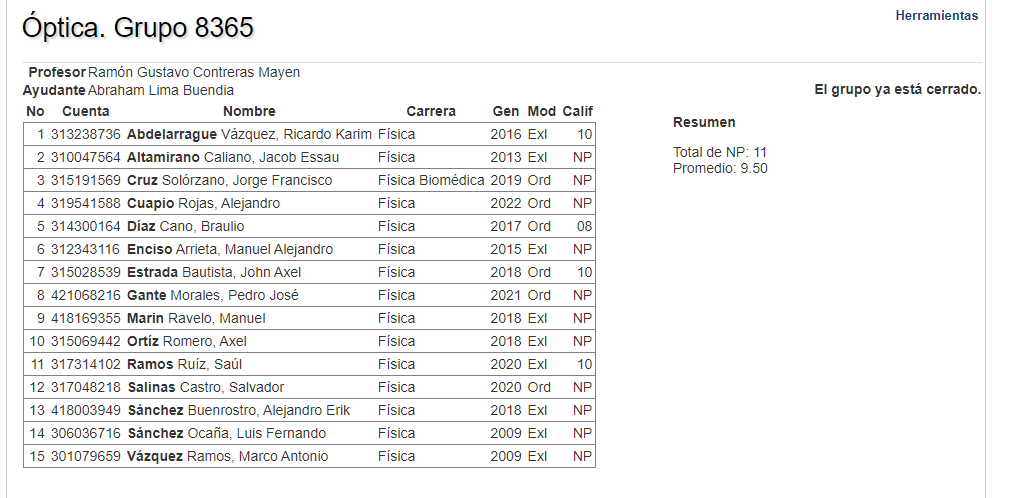 Óptica. Grupo 8365
Herramientas
Profesor Ramón Gustavo Contreras Mayen
Ayudante Abraham Lima Buendia
El grupo ya está cerrado.
No Cuenta Nombre Carrera Gen Mod Calif
1 313238736 Abdelarrague Vázquez, Ricardo Karim Física 2016 Exl 10
2 310047564 Altamirano Caliano, Jacob Essau Física 2013 Exl NP
3 315191569 Cruz Solórzano, Jorge Francisco Física Biomédica 2019 Ord NP
4 319541588 Cuapio Rojas, Alejandro Física 2022 Ord NP
5 314300164 Díaz Cano, Braulio Física 2017 Ord 08
6 312343116 Enciso Arrieta, Manuel Alejandro Física 2015 Exl NP
7 315028539 Estrada Bautista, John Axel Física 2018 Ord 10
8 421068216 Gante Morales, Pedro José Física 2021 Ord NP
9 418169355 Marin Ravelo, Manuel Física 2018 Exl NP
10 315069442 Ortíz Romero, Axel Física 2018 Exl NP
11 317314102 Ramos Ruíz, Saúl Física 2020 Exl 10
12 317048218 Salinas Castro, Salvador Física 2020 Ord NP
13 418003949 Sánchez Buenrostro, Alejandro Erik Física 2018 Exl NP
14 306036716 Sánchez Ocaña, Luis Fernando Física 2009 Exl NP
15 301079659 Vázquez Ramos, Marco Antonio Física 2009 Exl NP
Resumen
Total de NP: 11
Promedio: 9.50